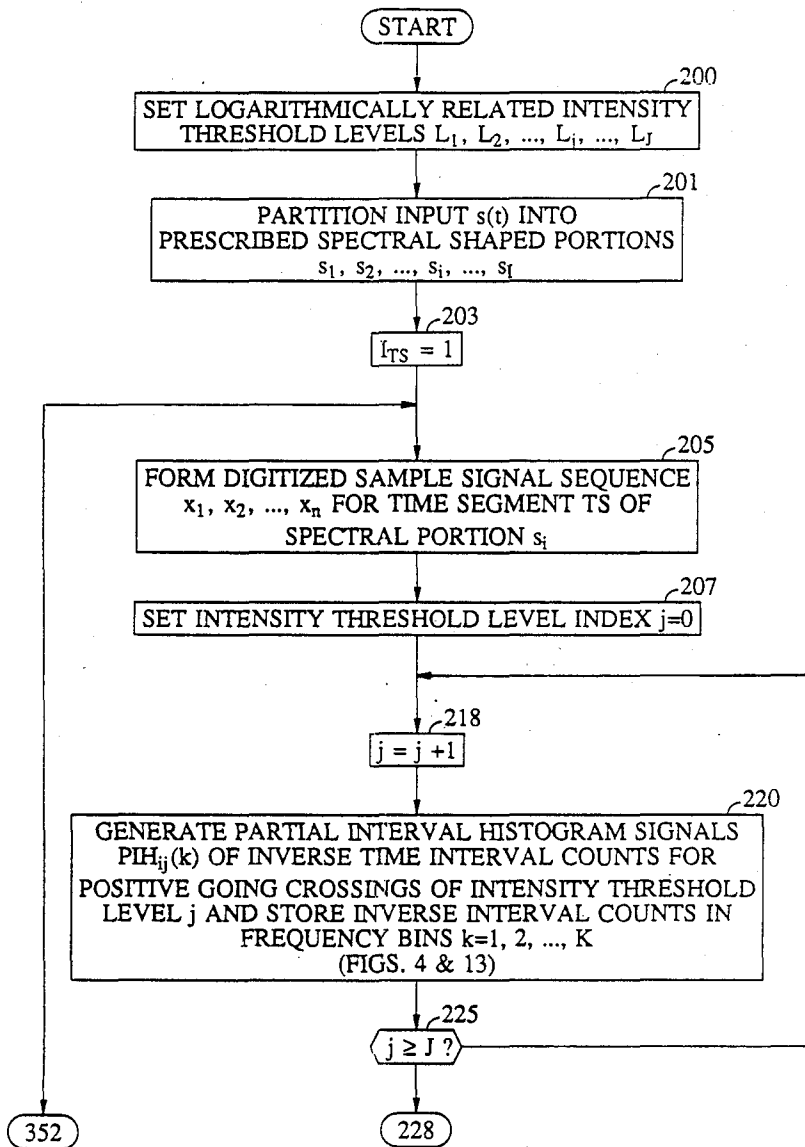 START
200
SET LOGARITHMICALLY RELATED INTENSITY
THRESHOLD LEVELS L₁, L₂, ..., Lᵢ, ..., L_J
201
PARTITION INPUT s(t) INTO
PRESCRIBED SPECTRAL SHAPED PORTIONS
s₁, s₂, ..., sᵢ, ..., s_I
203
I_TS = 1
205
FORM DIGITIZED SAMPLE SIGNAL SEQUENCE
x₁, x₂, ..., xₙ FOR TIME SEGMENT TS OF
SPECTRAL PORTION sᵢ
207
SET INTENSITY THRESHOLD LEVEL INDEX j=0
218
j = j +1
220
GENERATE PARTIAL INTERVAL HISTOGRAM SIGNALS
PIHᵢⱼ(k) OF INVERSE TIME INTERVAL COUNTS FOR
POSITIVE GOING CROSSINGS OF INTENSITY THRESHOLD
LEVEL j AND STORE INVERSE INTERVAL COUNTS IN
FREQUENCY BINS k=1, 2, ..., K
(FIGS. 4 & 13)
225
j ≥ J ?
352
228